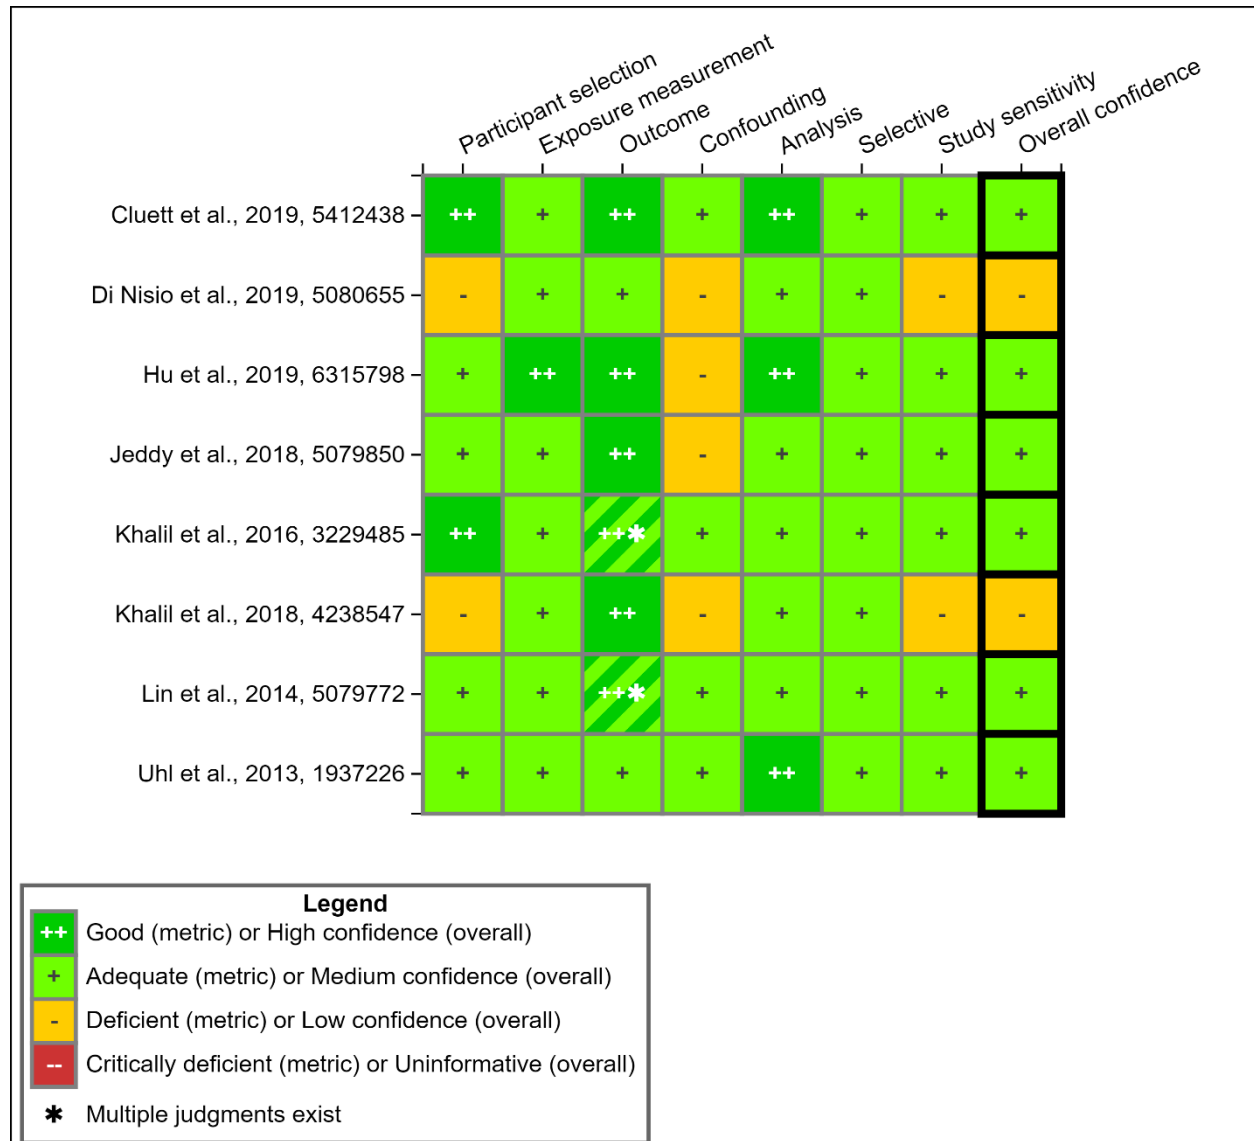 Participant selection
Exposure measurement
Outcome
Confounding
Analysis
Selective
Study sensitivity
Overall confidence
Cluett et al., 2019, 5412438 ++ + ++ + ++ + + +
Di Nisio et al., 2019, 5080655 - + + - + + - -
Hu et al., 2019, 6315798 + ++ ++ - ++ + + +
Jeddy et al., 2018, 5079850 + + ++ - + + + +
Khalil et al., 2016, 3229485 ++ + ++✱ + + + + +
Khalil et al., 2018, 4238547 - + ++ - + + - -
Lin et al., 2014, 5079772 + + ++✱ + + + + +
Uhl et al., 2013, 1937226 + + + + ++ + + +
Legend
++ Good (metric) or High confidence (overall)
+ Adequate (metric) or Medium confidence (overall)
- Deficient (metric) or Low confidence (overall)
-- Critically deficient (metric) or Uninformative (overall)
✱ Multiple judgments exist